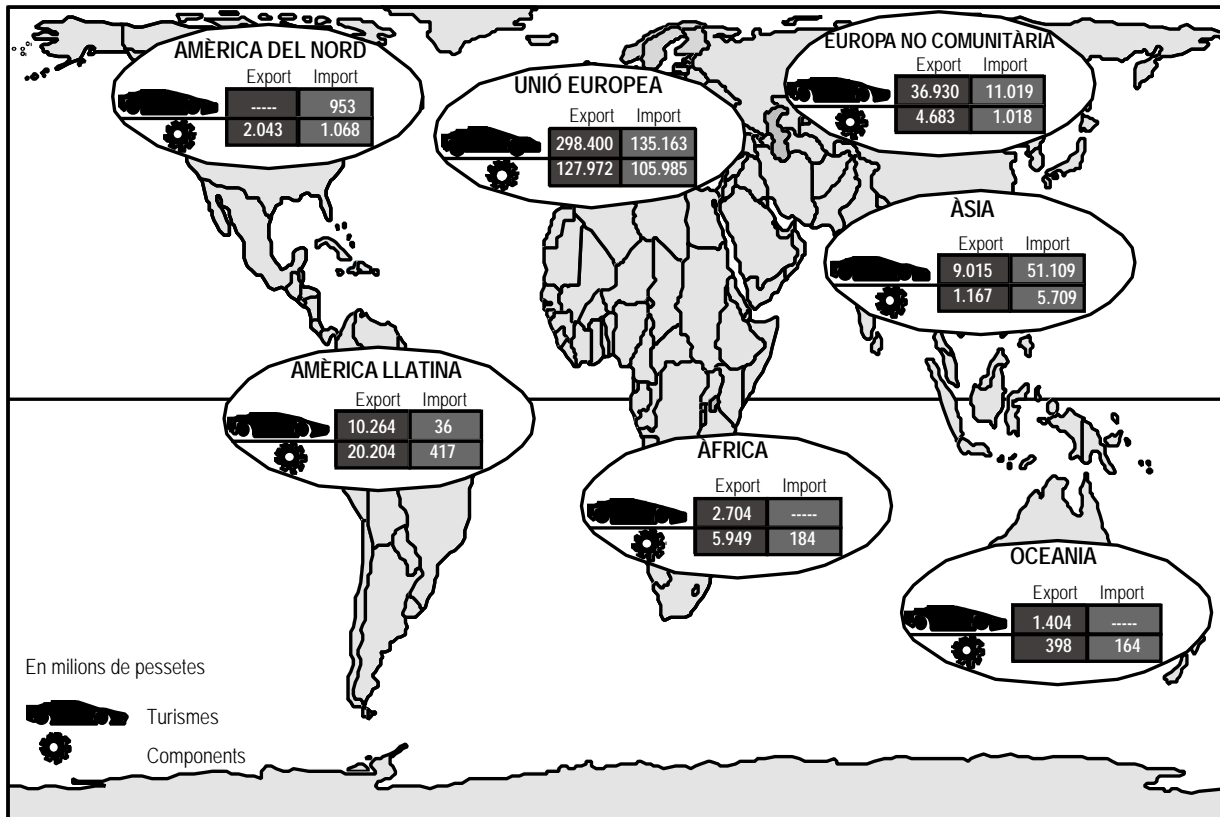 AMÈRICA DEL NORD
Export Import
----- 953
2.043 1.068
UNIÓ EUROPEA
Export Import
298.400 135.163
127.972 105.985
EUROPA NO COMUNITÀRIA
Export Import
36.930 11.019
4.683 1.018
ÀSIA
Export Import
9.015 51.109
1.167 5.709
AMÈRICA LLATINA
Export Import
10.264 36
20.204 417
ÀFRICA
Export Import
2.704 -----
5.949 184
OCEANIA
Export Import
1.404 -----
398 164
En milions de pessetes
Turismes
Components